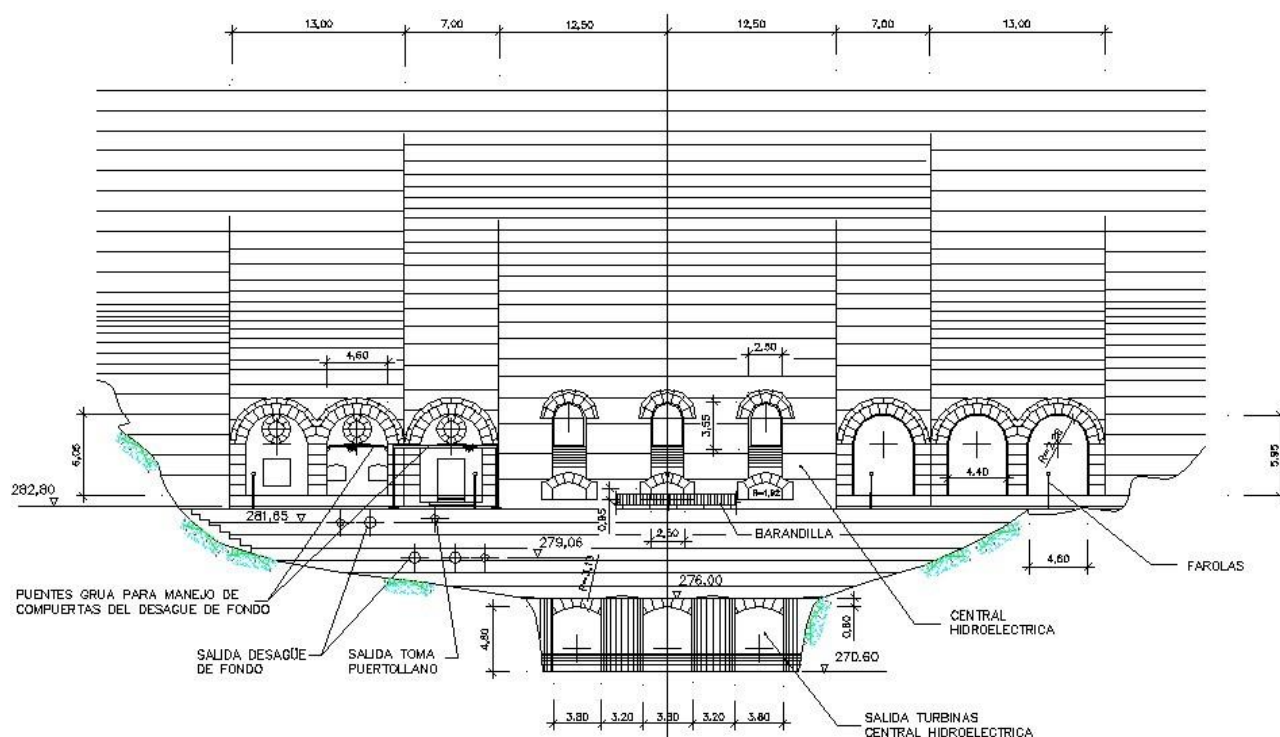 13,00 7,00 12,50 12,50 7,00 13,00
2,50
4,60
3,55
6,05
R=2,28
5,95
4,40
282,80
281,65
0,95
R=1,92
BARANDILLA
2,50
279,06
4,60
FAROLAS
PUENTES GRUA PARA MANEJO DE
COMPUERTAS DEL DESAGUE DE FONDO
276.00
0,80
CENTRAL
HIDROELECTRICA
4,80
SALIDA DESAGÜE
DE FONDO
SALIDA TOMA
PUERTOLLANO
270.60
3.80 3.20 3.80 3.20 3.80
SALIDA TURBINAS
CENTRAL HIDROELECTRICA